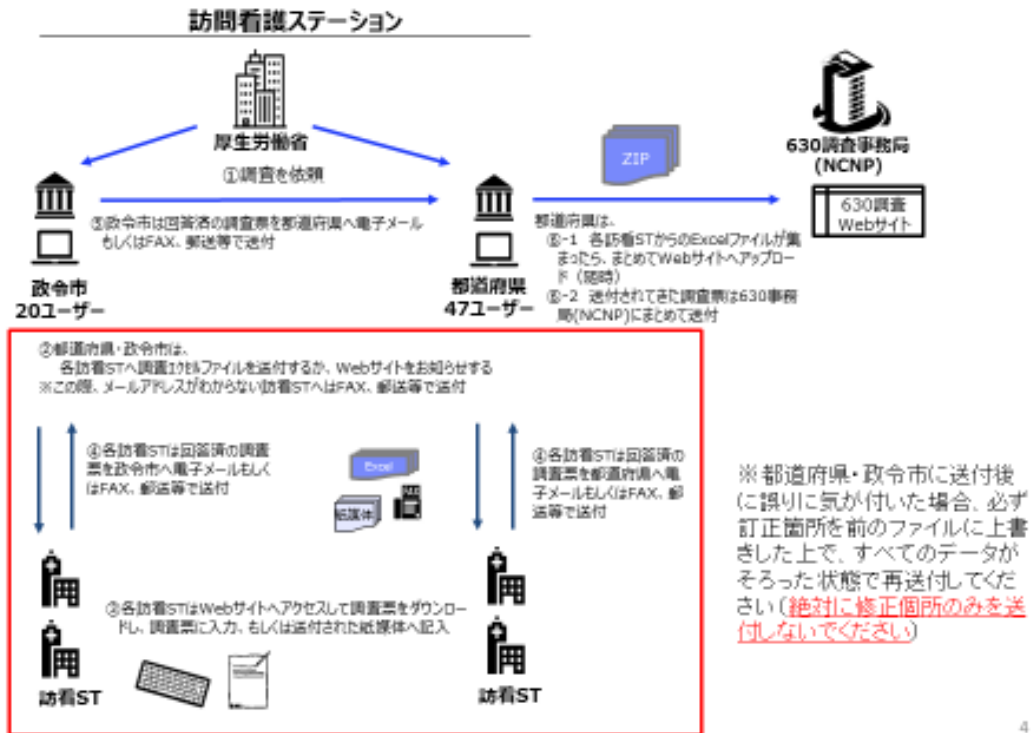 訪問看護ステーション
厚生労働省
①調査を依頼
630調査事務局
(NCNP)
ZIP
630調査
Webサイト
⑤政令市は回答済の調査票を都道府県へ電子メール
もしくはFAX、郵送等で送付
政令市
20ユーザー
都道府県
47ユーザー
都道府県は、
⑥-1 各訪看STからのExcelファイルが集
まったら、まとめてWebサイトへアップロー
ド（随時）
⑥-2 送付されてきた調査票は630事務
局(NCNP)にまとめて送付
②都道府県・政令市は、
各訪看STへ調査エクセルファイルを送付するか、Webサイトをお知らせする
※この際、メールアドレスがわからない訪看STへはFAX、郵送等で送付
④各訪看STは回答済の調査
票を政令市へ電子メールもしく
はFAX、郵送等で送付
Excel
紙媒体
FAX
④各訪看STは回答済の
調査票を都道府県へ電
子メールもしくはFAX、郵
送等で送付
③各訪看STはWebサイトへアクセスして調査票をダウンロー
ドし、調査票に入力、もしくは送付された紙媒体へ記入
訪看ST
訪看ST
※都道府県・政令市に送付後
に誤りに気が付いた場合、必ず
訂正箇所を前のファイルに上書
きした上で、すべてのデータが
そろった状態で再送付してくだ
さい（絶対に修正個所のみを送
付しないでください）
4